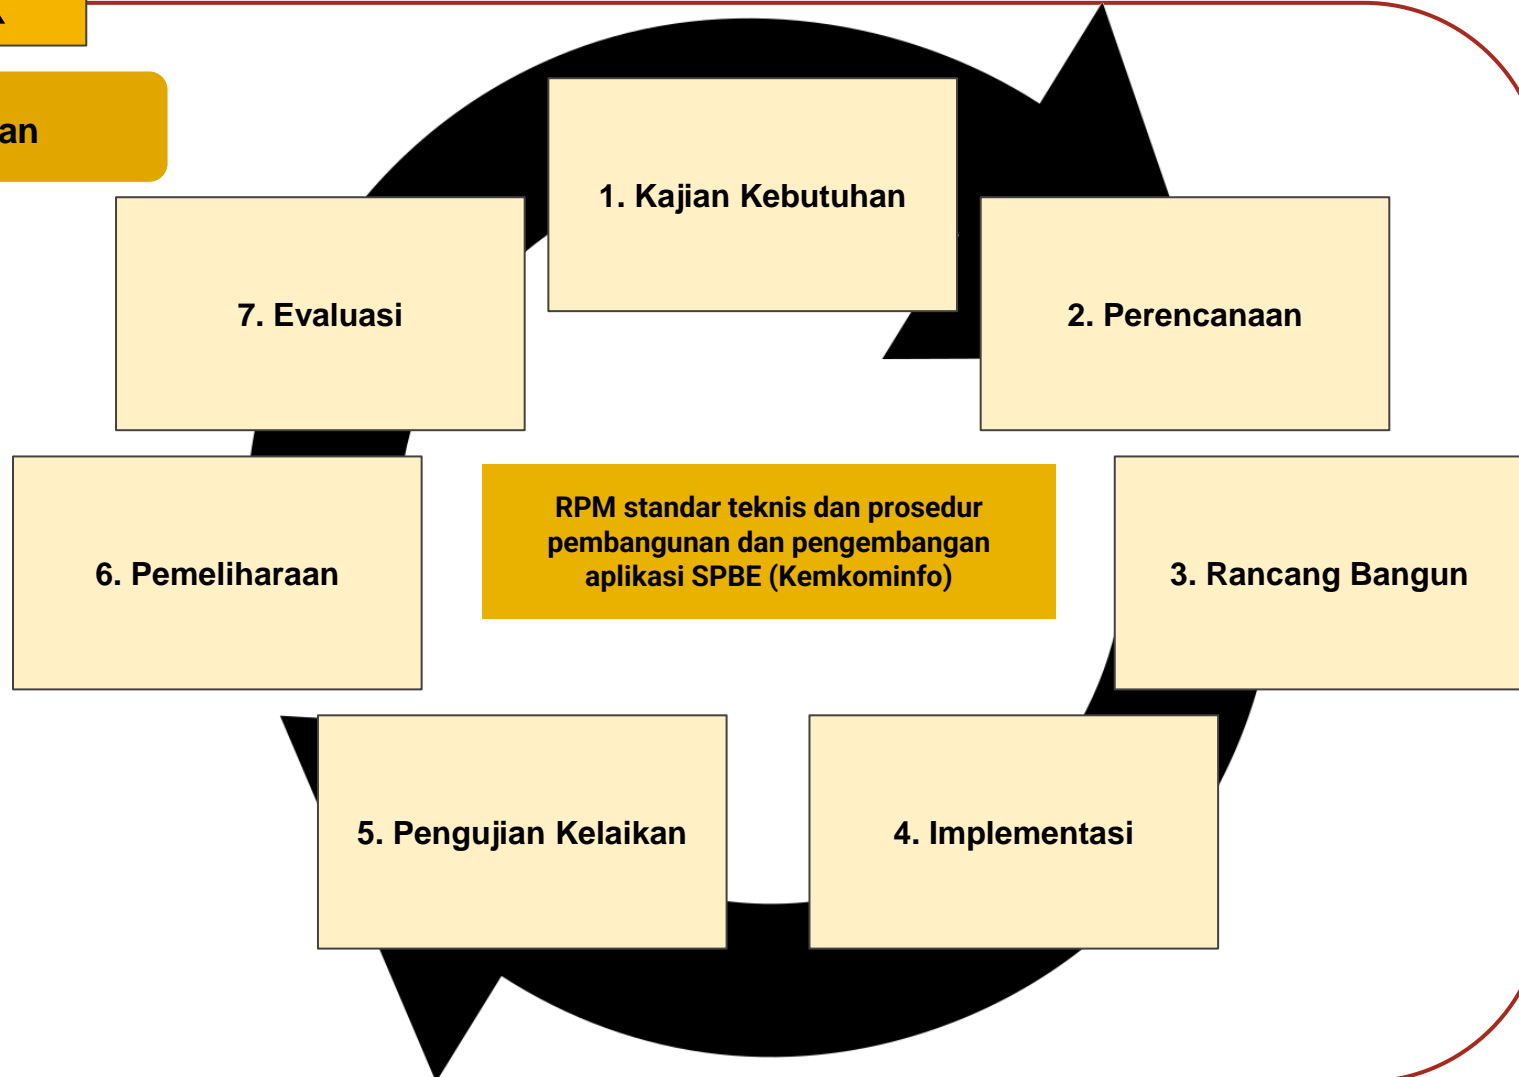 1. Kajian Kebutuhan
2. Perencanaan
3. Rancang Bangun
4. Implementasi
5. Pengujian Kelaikan
6. Pemeliharaan
7. Evaluasi
RPM standar teknis dan prosedur
pembangunan dan pengembangan
aplikasi SPBE (Kemkominfo)